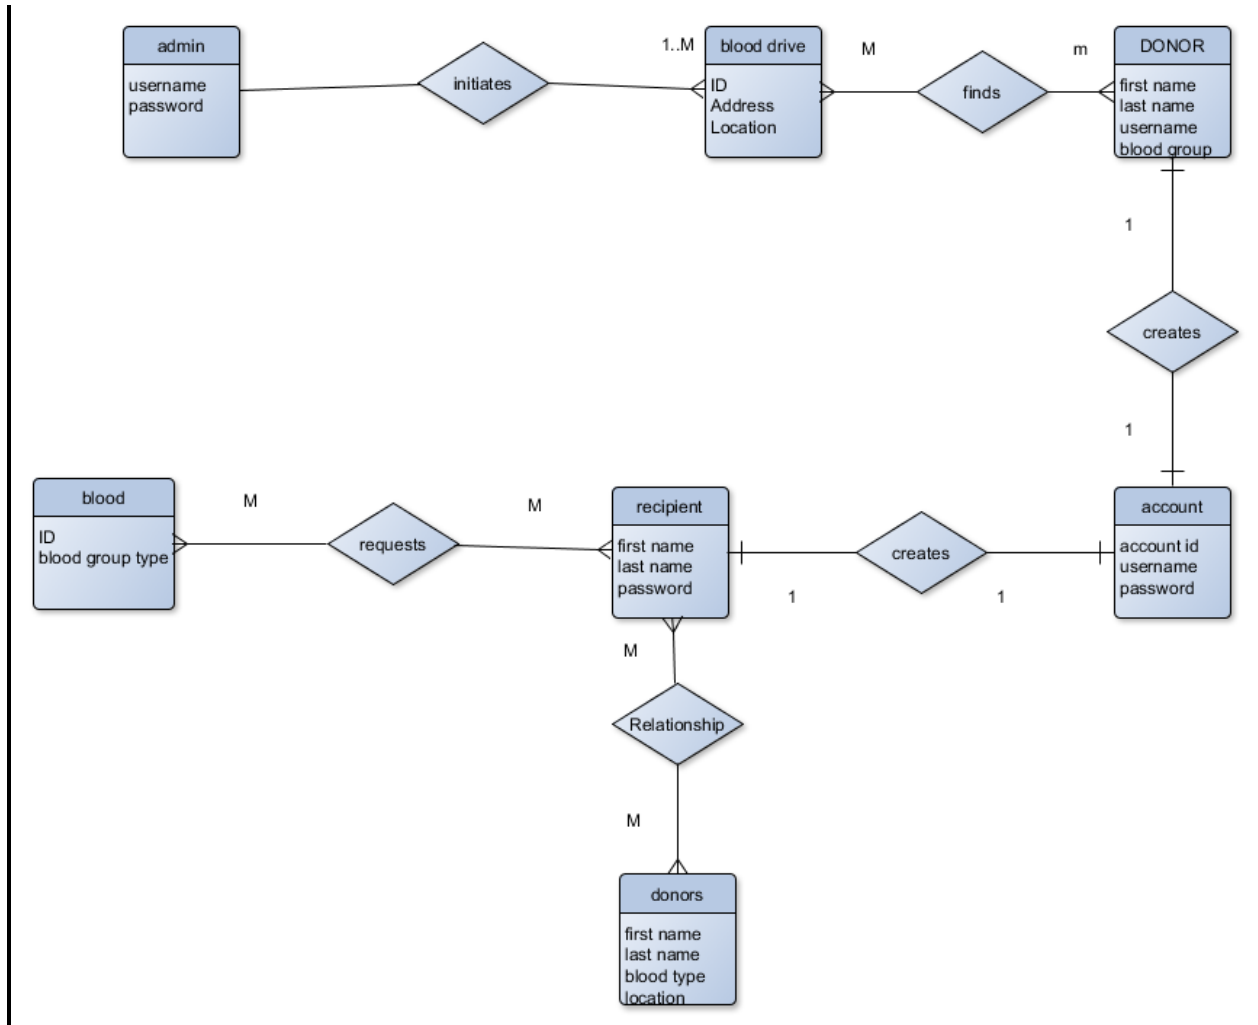 admin
username
password
initiates
1..M
blood drive
ID
Address
Location
M
finds
m
DONOR
first name
last name
username
blood group
1
creates
1
blood
ID
blood group type
M
requests
M
recipient
first name
last name
password
1
creates
1
account
account id
username
password
M
Relationship
M
donors
first name
last name
blood type
location